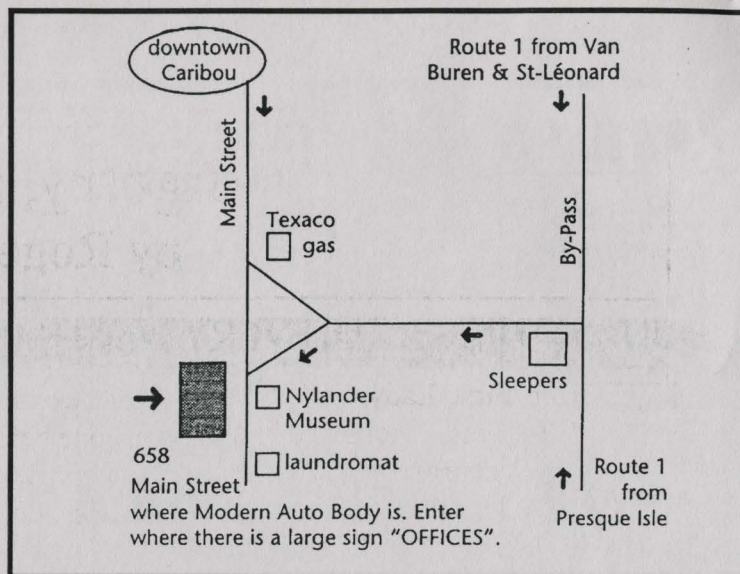 downtown
Caribou
Route 1 from Van
Buren & St-Léonard
Main Street
By-Pass
Texaco
gas
Sleepers
Nylander
Museum
laundromat
658
Main Street
where Modern Auto Body is. Enter
where there is a large sign “OFFICES”.
Route 1
from
Presque Isle